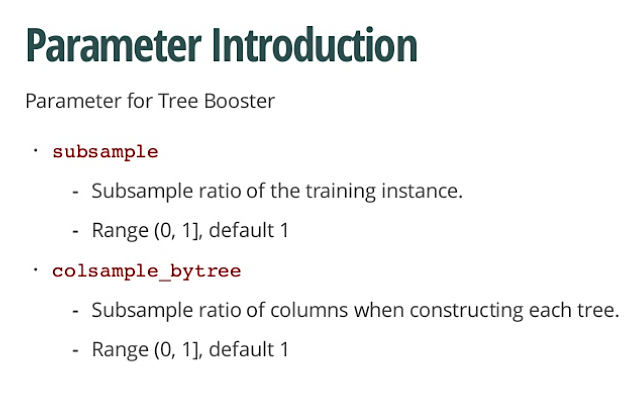 Parameter Introduction
Parameter for Tree Booster
· subsample
- Subsample ratio of the training instance.
- Range (0, 1], default 1
· colsample_bytree
- Subsample ratio of columns when constructing each tree.
- Range (0, 1], default 1